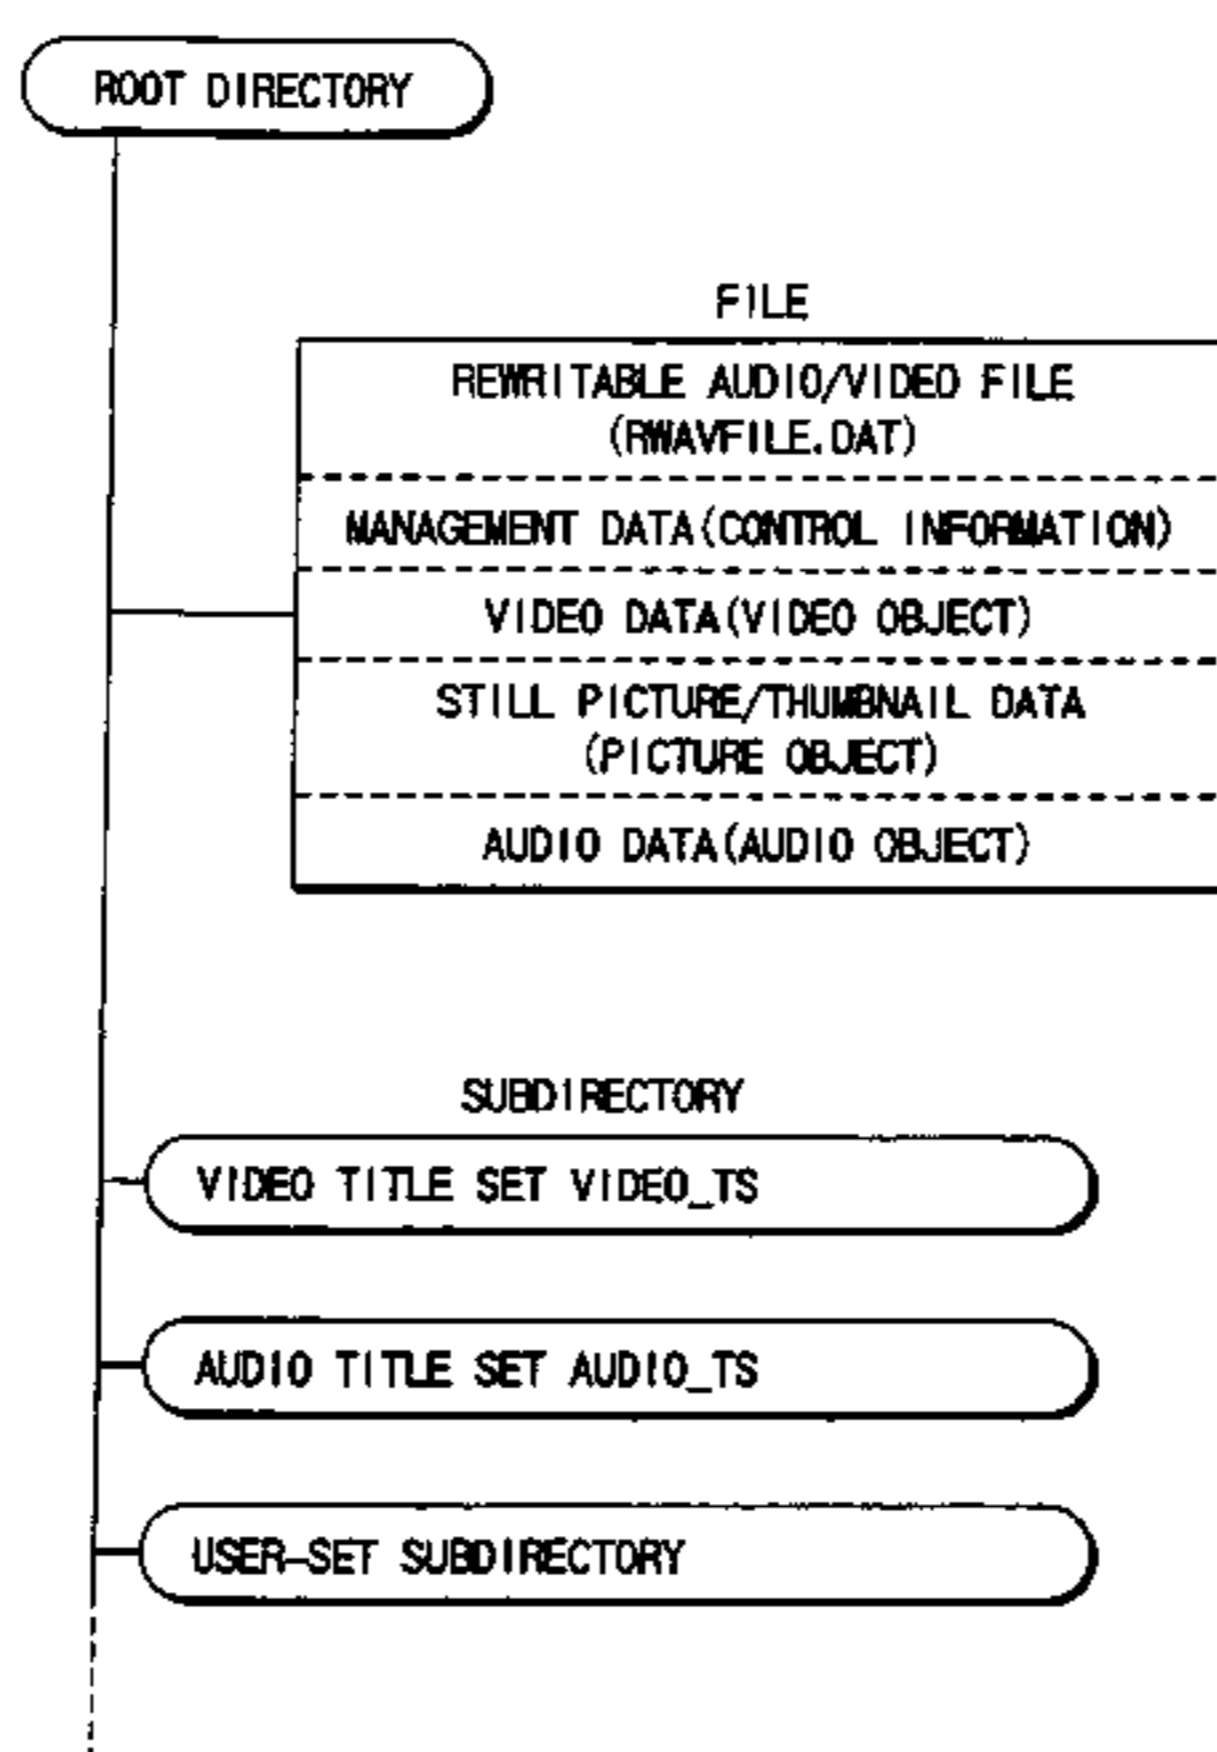 ROOT DIRECTORY
FILE
REWRITABLE AUDIO/VIDEO FILE
(RWAVFILE.DAT)
MANAGEMENT DATA(CONTROL INFORMATION)
VIDEO DATA(VIDEO OBJECT)
STILL PICTURE/THUMBNAIL DATA
(PICTURE OBJECT)
AUDIO DATA(AUDIO OBJECT)
SUBDIRECTORY
VIDEO TITLE SET VIDEO_TS
AUDIO TITLE SET AUDIO_TS
USER-SET SUBDIRECTORY